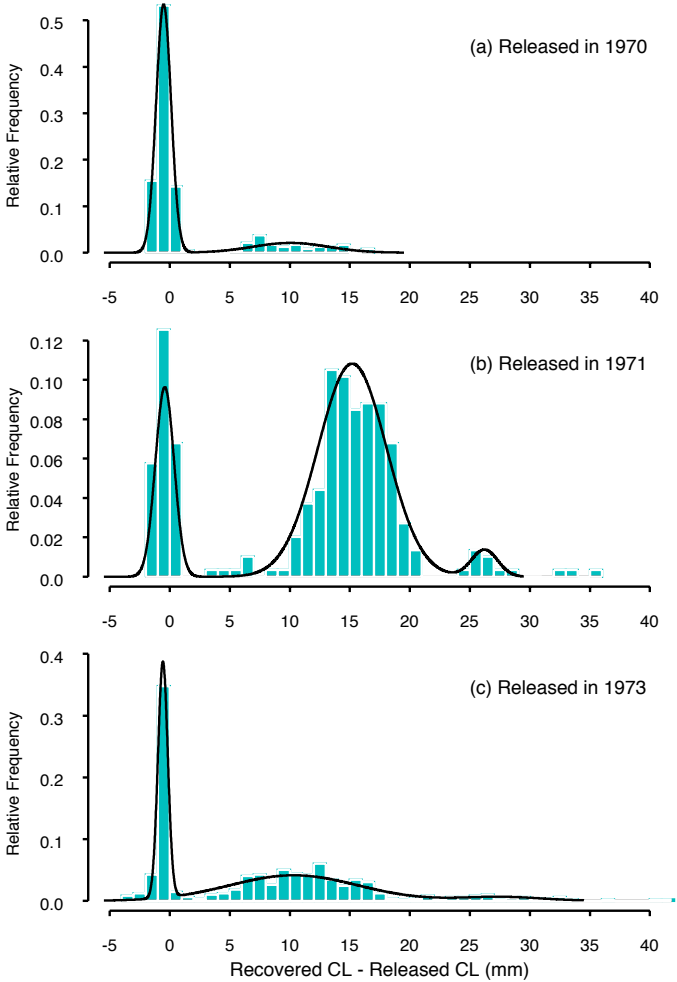 Relative Frequency
0.5
0.4
0.3
0.2
0.1
0.0
(a) Released in 1970
-5 0 5 10 15 20 25 30 35 40
Relative Frequency
0.12
0.10
0.08
0.06
0.04
0.02
0.0
(b) Released in 1971
-5 0 5 10 15 20 25 30 35 40
Relative Frequency
0.4
0.3
0.2
0.1
0.0
(c) Released in 1973
-5 0 5 10 15 20 25 30 35 40
Recovered CL - Released CL (mm)